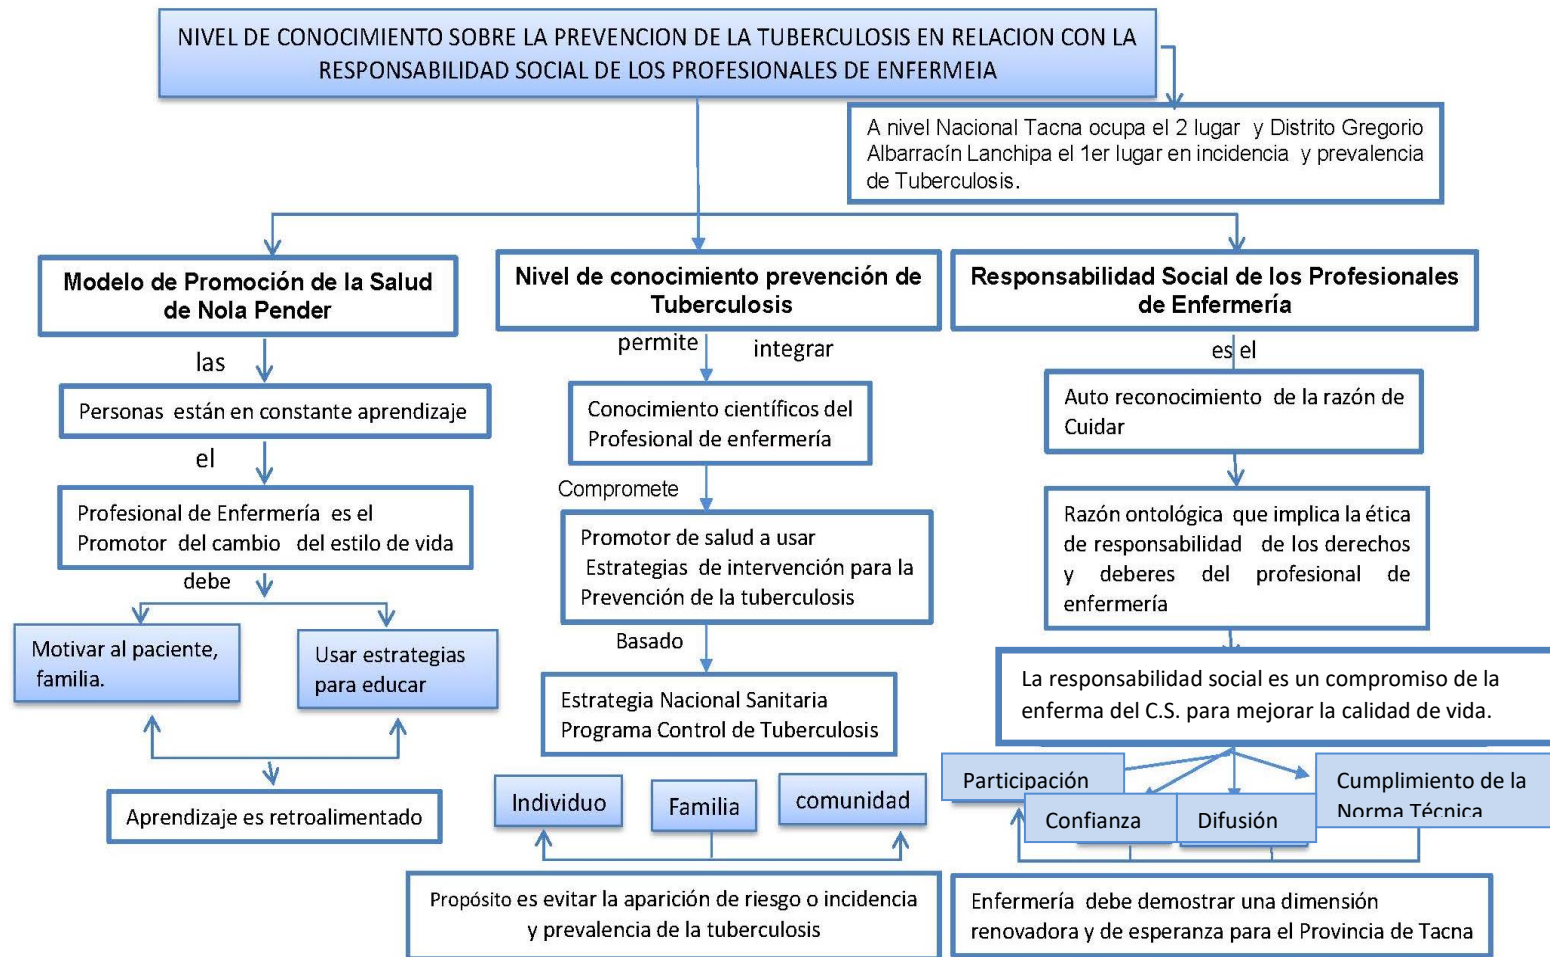 NIVEL DE CONOCIMIENTO SOBRE LA PREVENCION DE LA TUBERCULOSIS EN RELACION CON LA
RESPONSABILIDAD SOCIAL DE LOS PROFESIONALES DE ENFERMEIA
A nivel Nacional Tacna ocupa el 2 lugar y Distrito Gregorio
Albarracín Lanchipa el 1er lugar en incidencia y prevalencia
de Tuberculosis.
Modelo de Promoción de la Salud
de Nola Pender
las
Personas están en constante aprendizaje
el
Profesional de Enfermería es el
Promotor del cambio del estilo de vida
debe
Motivar al paciente,
familia.
Usar estrategias
para educar
Aprendizaje es retroalimentado
Nivel de conocimiento prevención de
Tuberculosis
permite
integrar
Conocimiento científicos del
Profesional de enfermería
Compromete
Promotor de salud a usar
Estrategias de intervención para la
Prevención de la tuberculosis
Basado
Estrategia Nacional Sanitaria
Programa Control de Tuberculosis
Individuo
Familia
comunidad
Propósito es evitar la aparición de riesgo o incidencia
y prevalencia de la tuberculosis
Responsabilidad Social de los Profesionales
de Enfermería
es el
Auto reconocimiento de la razón de
Cuidar
Razón ontológica que implica la ética
de responsabilidad de los derechos
y deberes del profesional de
enfermería
La responsabilidad social es un compromiso de la
enferma del C.S. para mejorar la calidad de vida.
Participación
Confianza
Difusión
Cumplimiento de la
Norma Técnica
Enfermería debe demostrar una dimensión
renovadora y de esperanza para el Provincia de Tacna